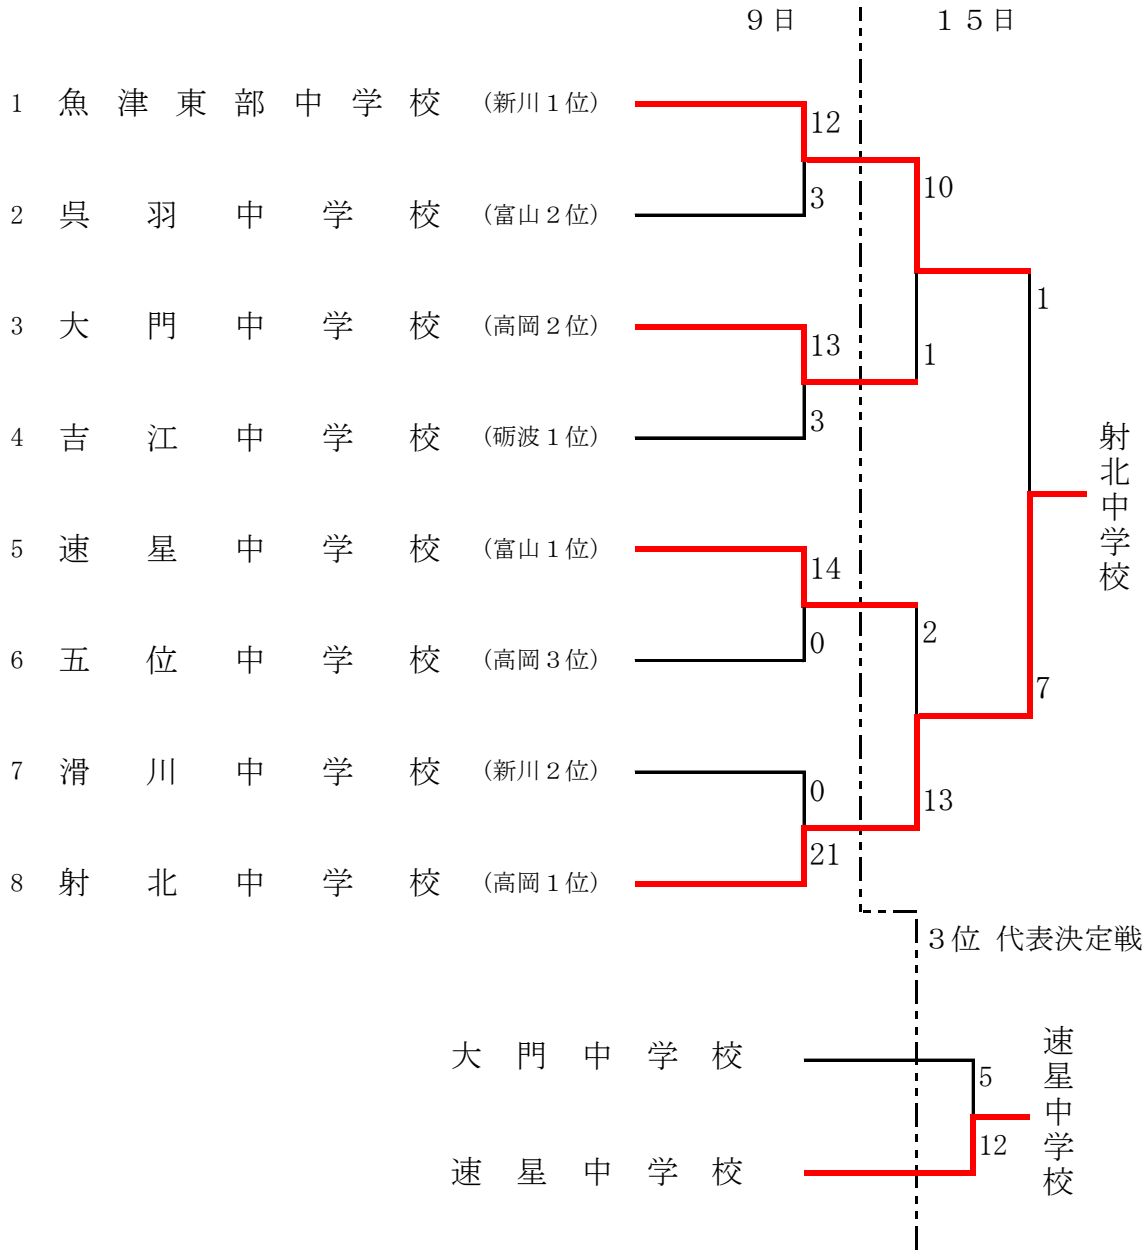 ９日 １５日
1 魚津東部中学校 (新川１位)
12
10
3
2 呉羽中学校 (富山２位)
1
3 大門中学校 (高岡２位)
13
1
3
4 吉江中学校 (砺波１位)
射北中学校
5 速星中学校 (富山１位)
14
2
0
6 五位中学校 (高岡３位)
7
7 滑川中学校 (新川２位)
0
13
21
8 射北中学校 (高岡１位)
３位 代表決定戦
大門中学校
5
速星中学校
12
速星中学校